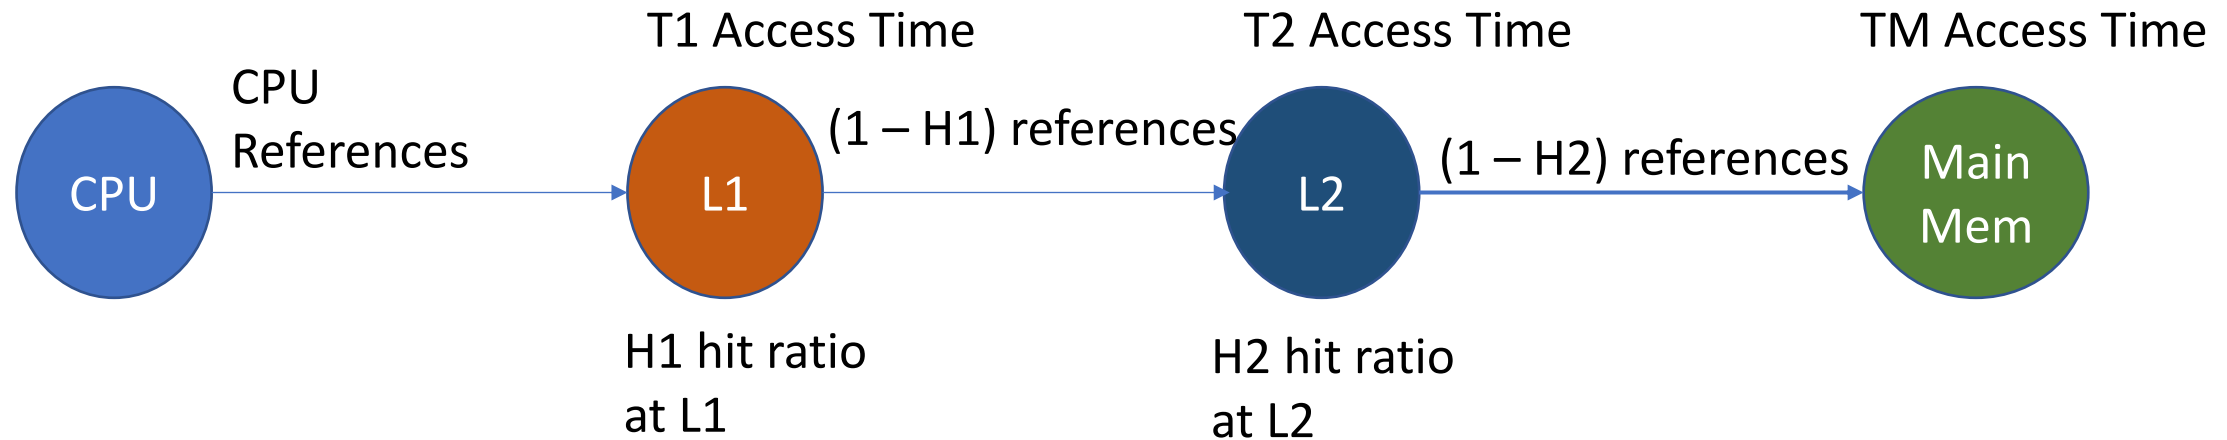 T1 Access Time
T2 Access Time
TM Access Time
CPU
References
(1 – H1) references
(1 – H2) references
CPU
L1
L2
Main
Mem
H1 hit ratio
at L1
H2 hit ratio
at L2